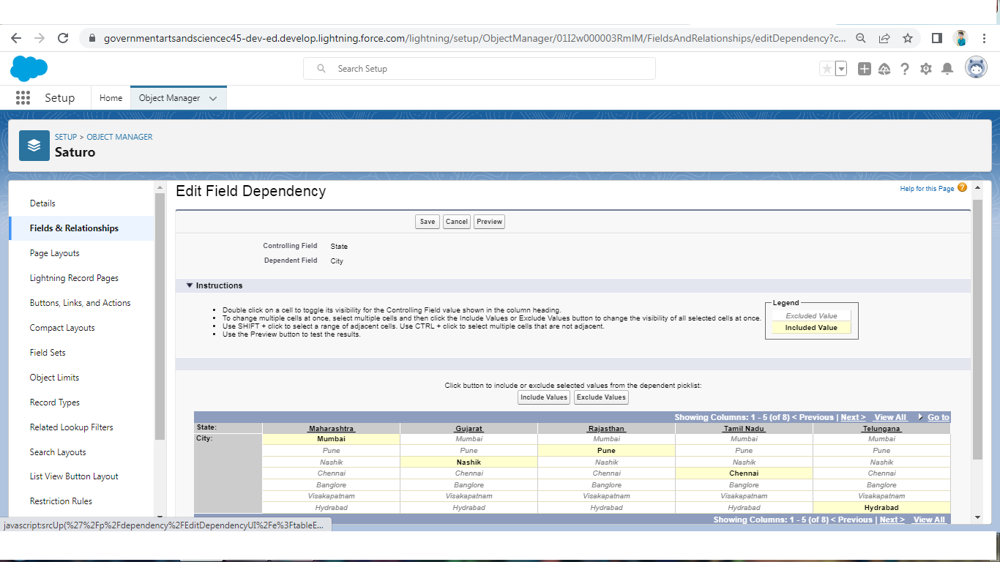 governmentartsandsciencec45-dev-ed.develop.lightning.force.com/lightning/setup/ObjectManager/01I2w000003RmIM/FieldsAndRelationships/editDependency?c...
Search Setup
Setup Home Object Manager
SETUP > OBJECT MANAGER
Saturo
Details
Fields & Relationships
Page Layouts
Lightning Record Pages
Buttons, Links, and Actions
Compact Layouts
Field Sets
Object Limits
Record Types
Related Lookup Filters
Search Layouts
List View Button Layout
Restriction Rules
Edit Field Dependency
Help for this Page ?
Save Cancel Preview
Controlling Field State
Dependent Field City
Instructions
• Double click on a cell to toggle its visibility for the Controlling Field value shown in the column heading.
• To change multiple cells at once, select multiple cells and then click the Include Values or Exclude Values button to change the visibility of all selected cells at once.
• Use SHIFT + click to select a range of adjacent cells. Use CTRL + click to select multiple cells that are not adjacent.
• Use the Preview button to test the results.
Legend
Excluded Value
Included Value
Click button to include or exclude selected values from the dependent picklist:
Include Values Exclude Values
Showing Columns: 1 - 5 (of 8) < Previous | Next > View All Go to
State: Maharashtra Gujarat Rajasthan Tamil Nadu Telungana
City: Mumbai Mumbai Mumbai Mumbai Mumbai
Pune Pune Pune Pune Pune
Nashik Nashik Nashik Nashik Nashik
Chennai Chennai Chennai Chennai Chennai
Banglore Banglore Banglore Banglore Banglore
Visakapatnam Visakapatnam Visakapatnam Visakapatnam Visakapatnam
Hydrabad Hydrabad Hydrabad Hydrabad Hydrabad
Showing Columns: 1 - 5 (of 8) < Previous | Next > View All
javascript:srcUp(%27%2Fp%2Fdependency%2FEditDependencyUI%2Fe%3FtableE...